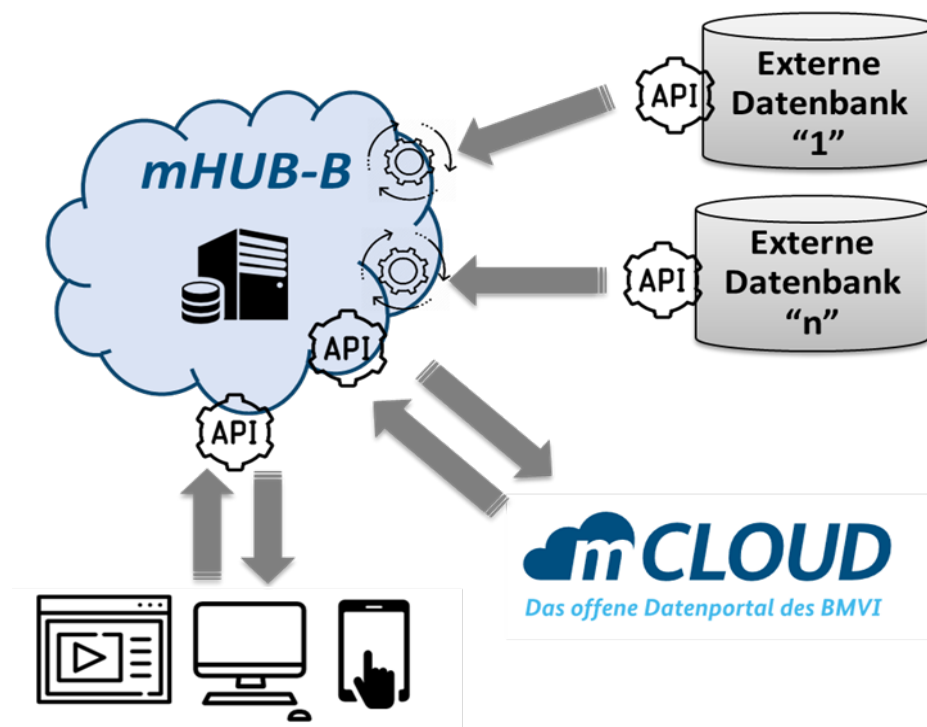 mHUB-B
API
Externe
Datenbank
“1”
API
Externe
Datenbank
“n”
API
API
mCLOUD
Das offene Datenportal des BMVI